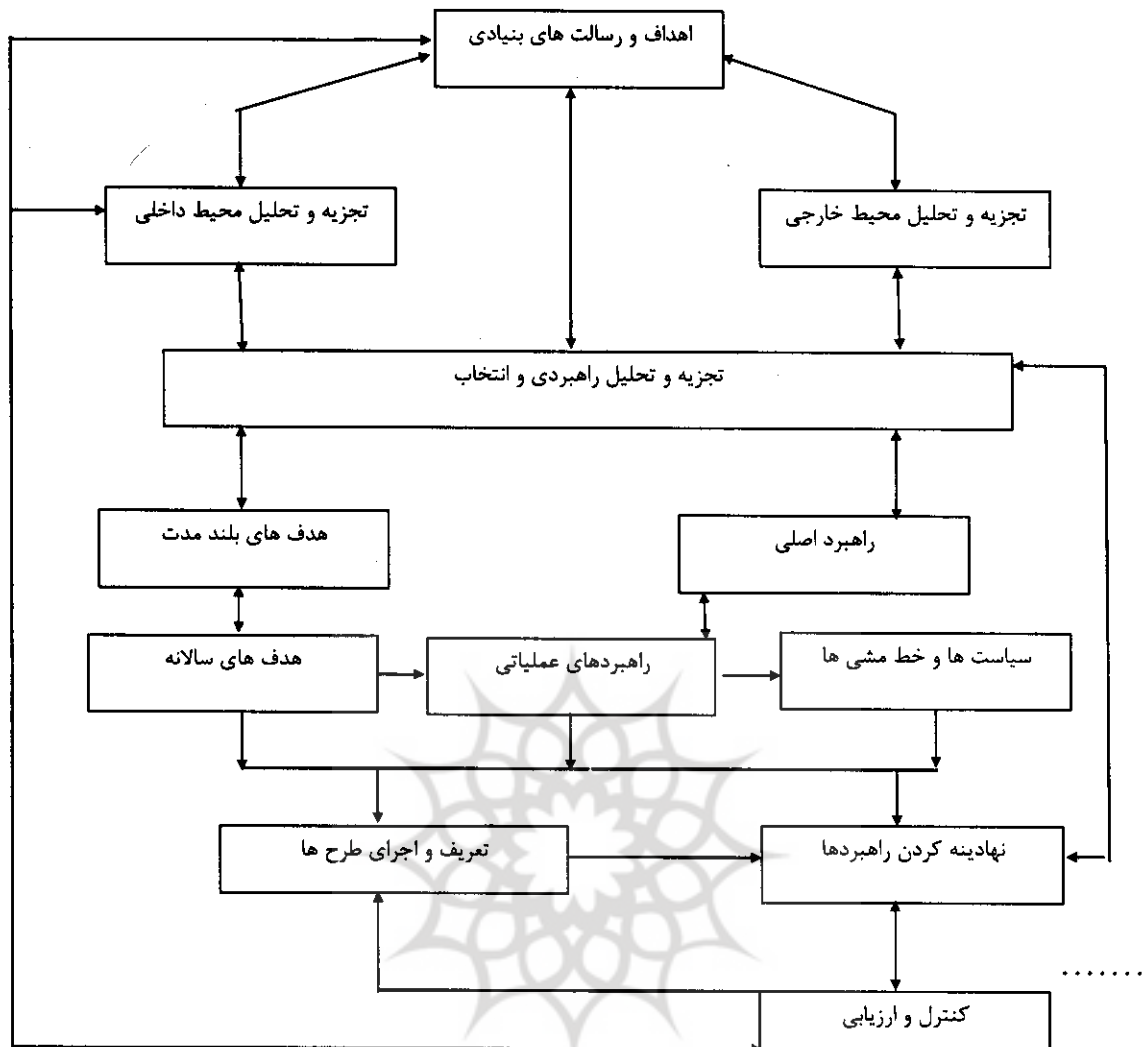 اهداف و رسالت های بنیادی
تجزیه و تحلیل محیط خارجی
تجزیه و تحلیل محیط داخلی
تجزیه و تحلیل راهبردی و انتخاب
راهبرد اصلی
هدف های بلند مدت
سیاست ها و خط مشی ها
راهبردهای عملیاتی
هدف های سالانه
نهادینه کردن راهبردها
تعریف و اجرای طرح ها
.......
کنترل و ارزیابی